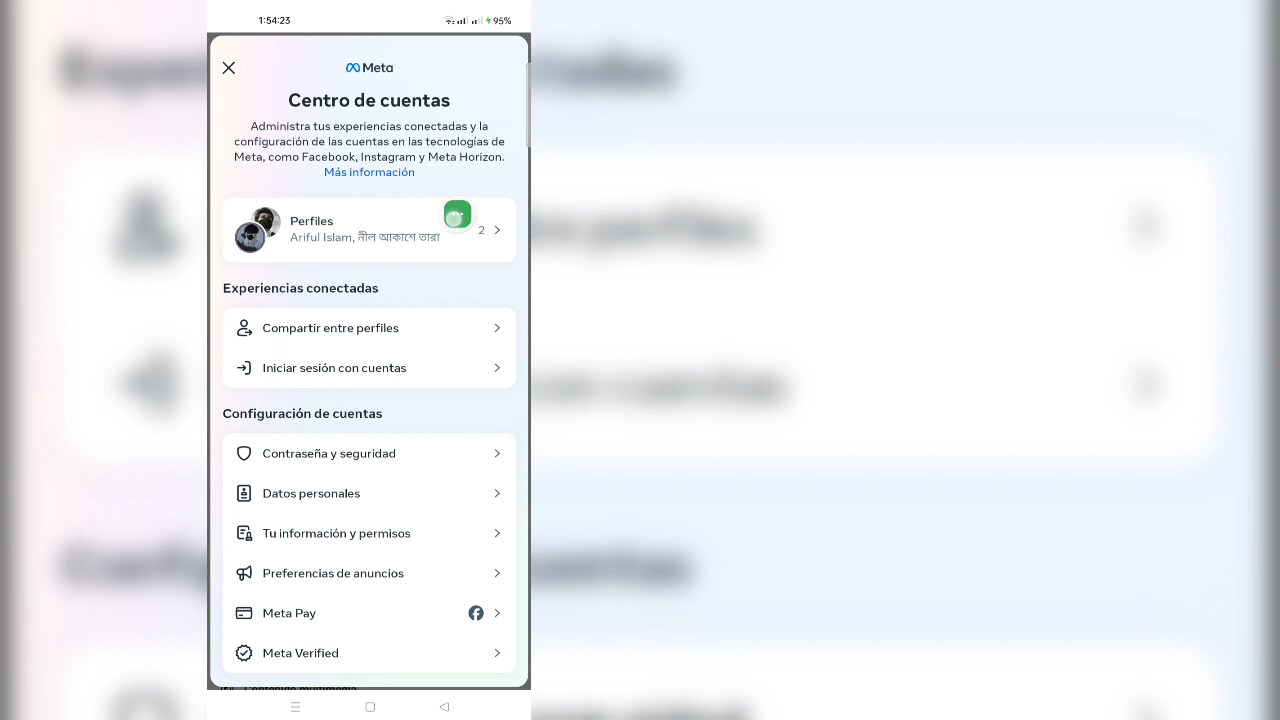 1:54:23
95%
Meta
Centro de cuentas
Administra tus experiencias conectadas y la
configuración de las cuentas en las tecnologías de
Meta, como Facebook, Instagram y Meta Horizon.
Más información
Perfiles
Ariful Islam, নীল আকাশে তারা
2
Experiencias conectadas
Compartir entre perfiles
Iniciar sesión con cuentas
Configuración de cuentas
Contraseña y seguridad
Datos personales
Tu información y permisos
Preferencias de anuncios
Meta Pay
Meta Verified
Contenido multimedia